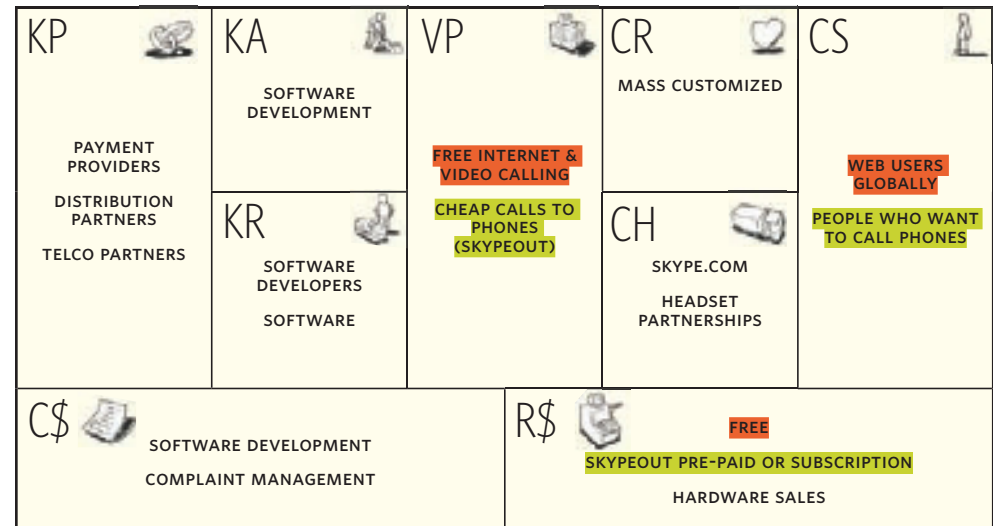 KP
PAYMENT
PROVIDERS
DISTRIBUTION
PARTNERS
TELCO PARTNERS
KA
SOFTWARE
DEVELOPMENT
KR
SOFTWARE
DEVELOPERS
SOFTWARE
VP
FREE INTERNET &
VIDEO CALLING
CHEAP CALLS TO
PHONES
(SKYPEOUT)
CR
MASS CUSTOMIZED
CH
SKYPE.COM
HEADSET
PARTNERSHIPS
CS
WEB USERS
GLOBALLY
PEOPLE WHO WANT
TO CALL PHONES
C$
SOFTWARE DEVELOPMENT
COMPLAINT MANAGEMENT
R$
FREE
SKYPEOUT PRE-PAID OR SUBSCRIPTION
HARDWARE SALES